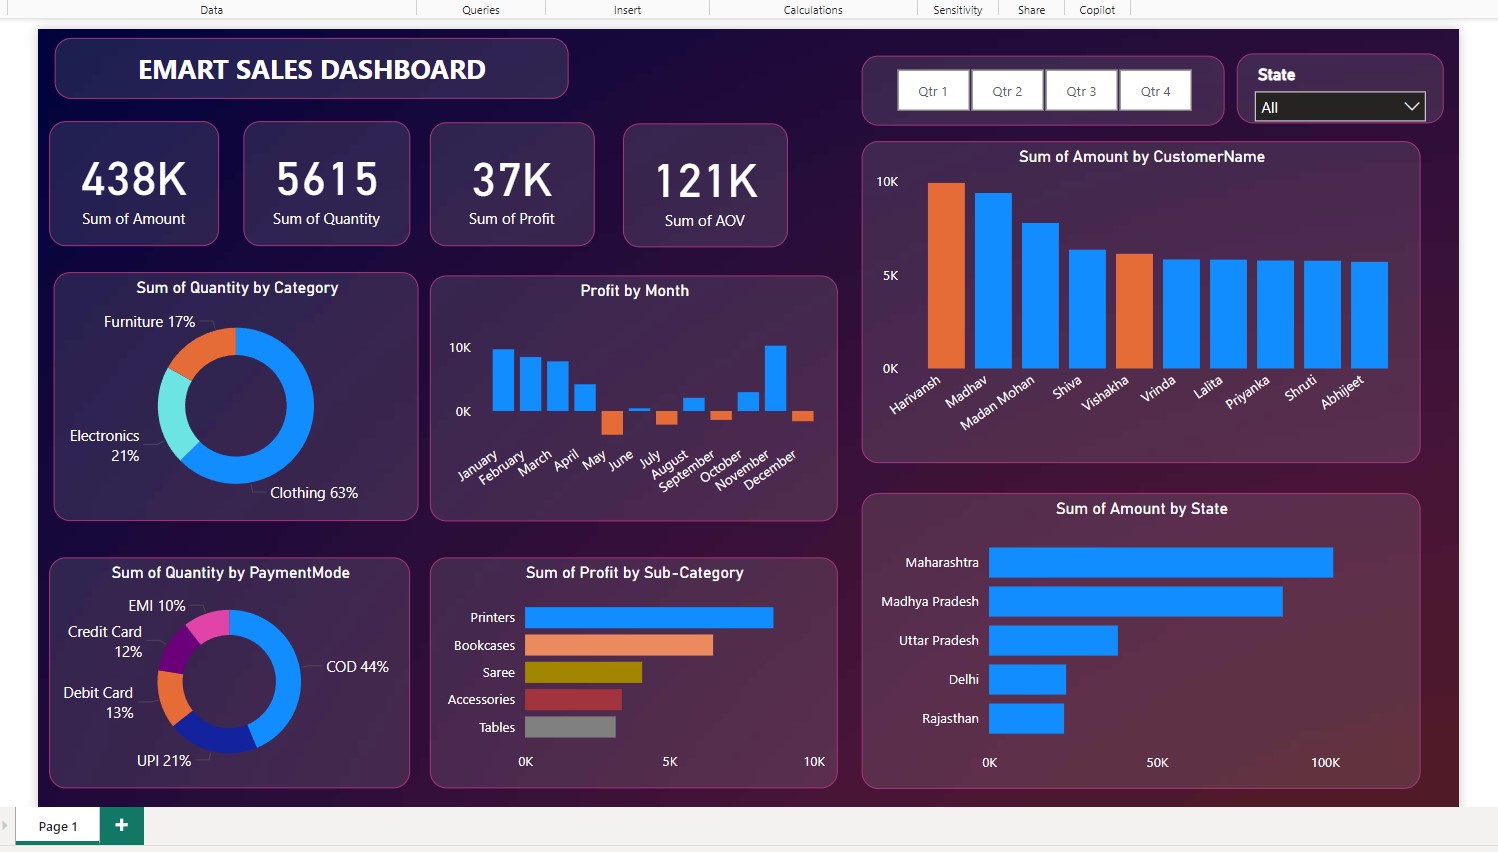 Data
Queries
Insert
Calculations
Sensitivity
Share
Copilot
EMART SALES DASHBOARD
Qtr 1
Qtr 2
Qtr 3
Qtr 4
State
All
438K
Sum of Amount
5615
Sum of Quantity
37K
Sum of Profit
121K
Sum of AOV
Sum of Amount by CustomerName
10K
5K
0K
Harivansh
Madhav
Madan Mohan
Shiva
Vishakha
Vrinda
Lalita
Priyanka
Shruti
Abhijeet
Sum of Quantity by Category
Furniture 17%
Electronics
21%
Clothing 63%
Profit by Month
10K
0K
January
February
March
April
May
June
July
August
September
October
November
December
Sum of Amount by State
Maharashtra
Madhya Pradesh
Uttar Pradesh
Delhi
Rajasthan
0K
50K
100K
Sum of Quantity by PaymentMode
EMI 10%
Credit Card
12%
COD 44%
Debit Card
13%
UPI 21%
Sum of Profit by Sub-Category
Printers
Bookcases
Saree
Accessories
Tables
0K
5K
10K
Page 1
+